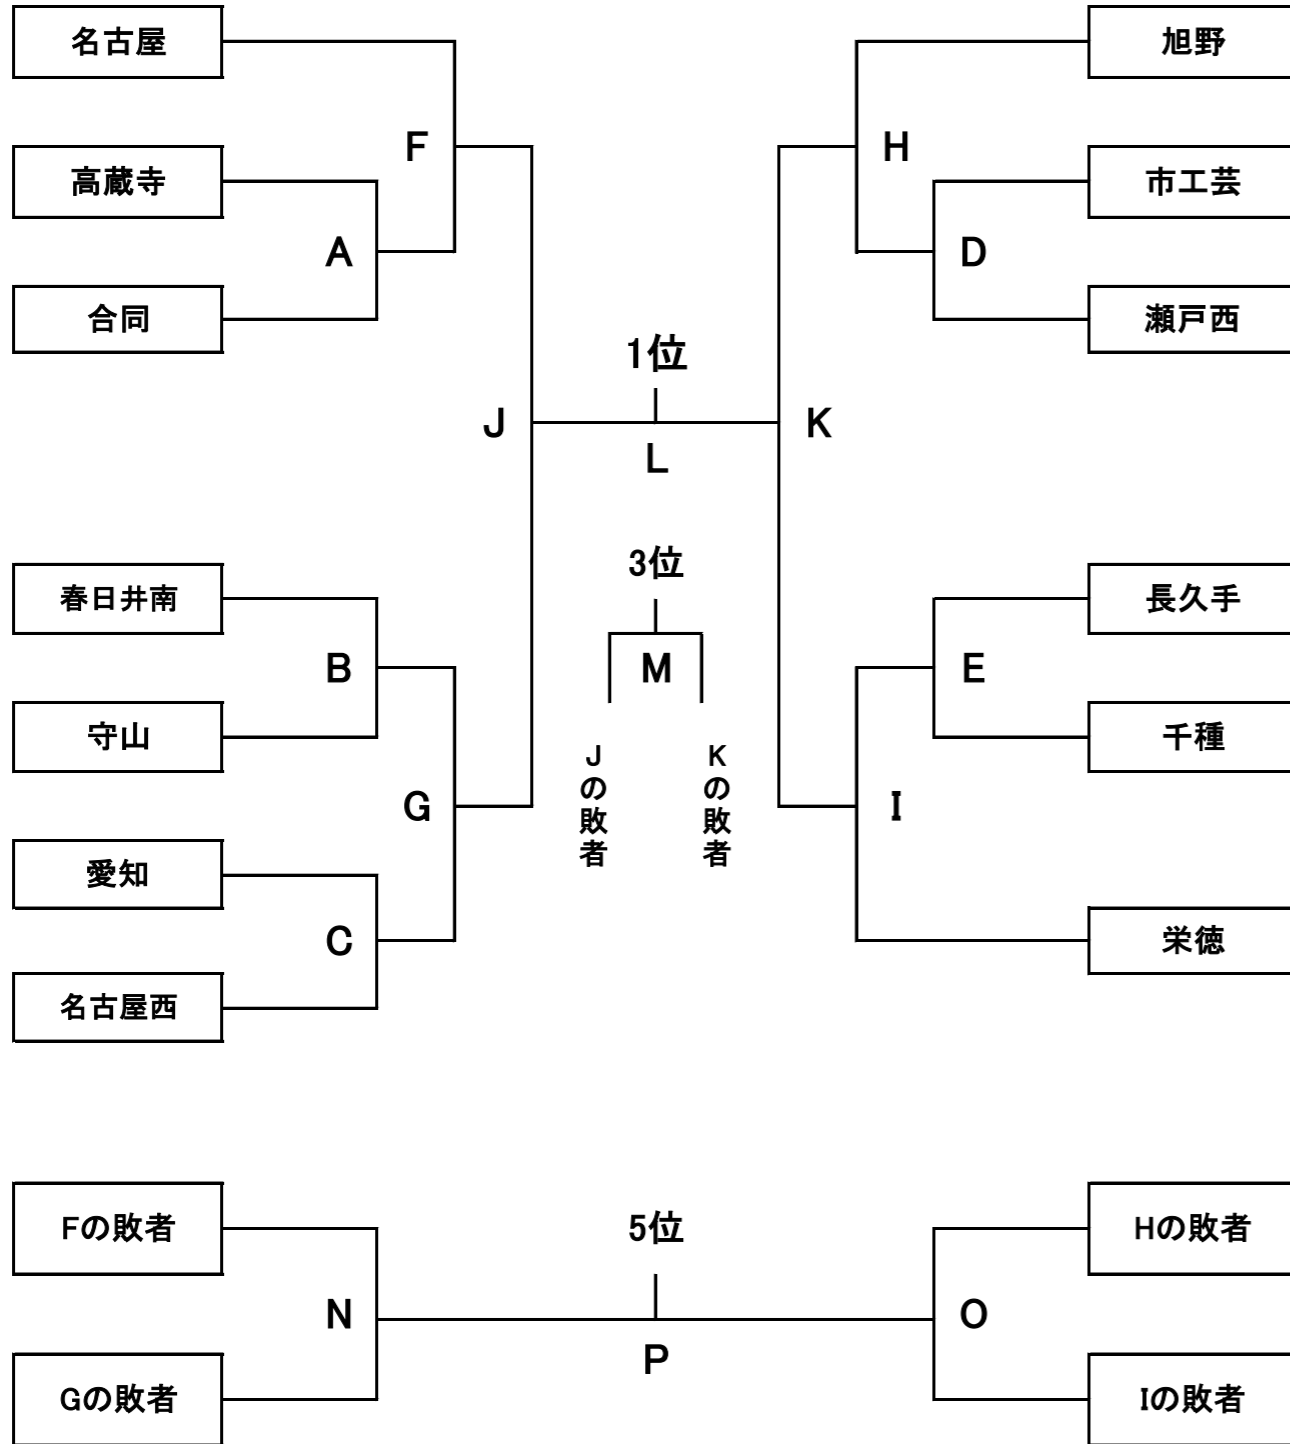 名古屋
旭野
F
H
高蔵寺
市工芸
A
D
合同
瀬戸西
1位
J
K
L
3位
春日井南
長久手
B
M
E
守山
千種
Jの敗者
Kの敗者
G
I
愛知
C
栄徳
名古屋西
Fの敗者
5位
Hの敗者
N
O
P
Gの敗者
Iの敗者